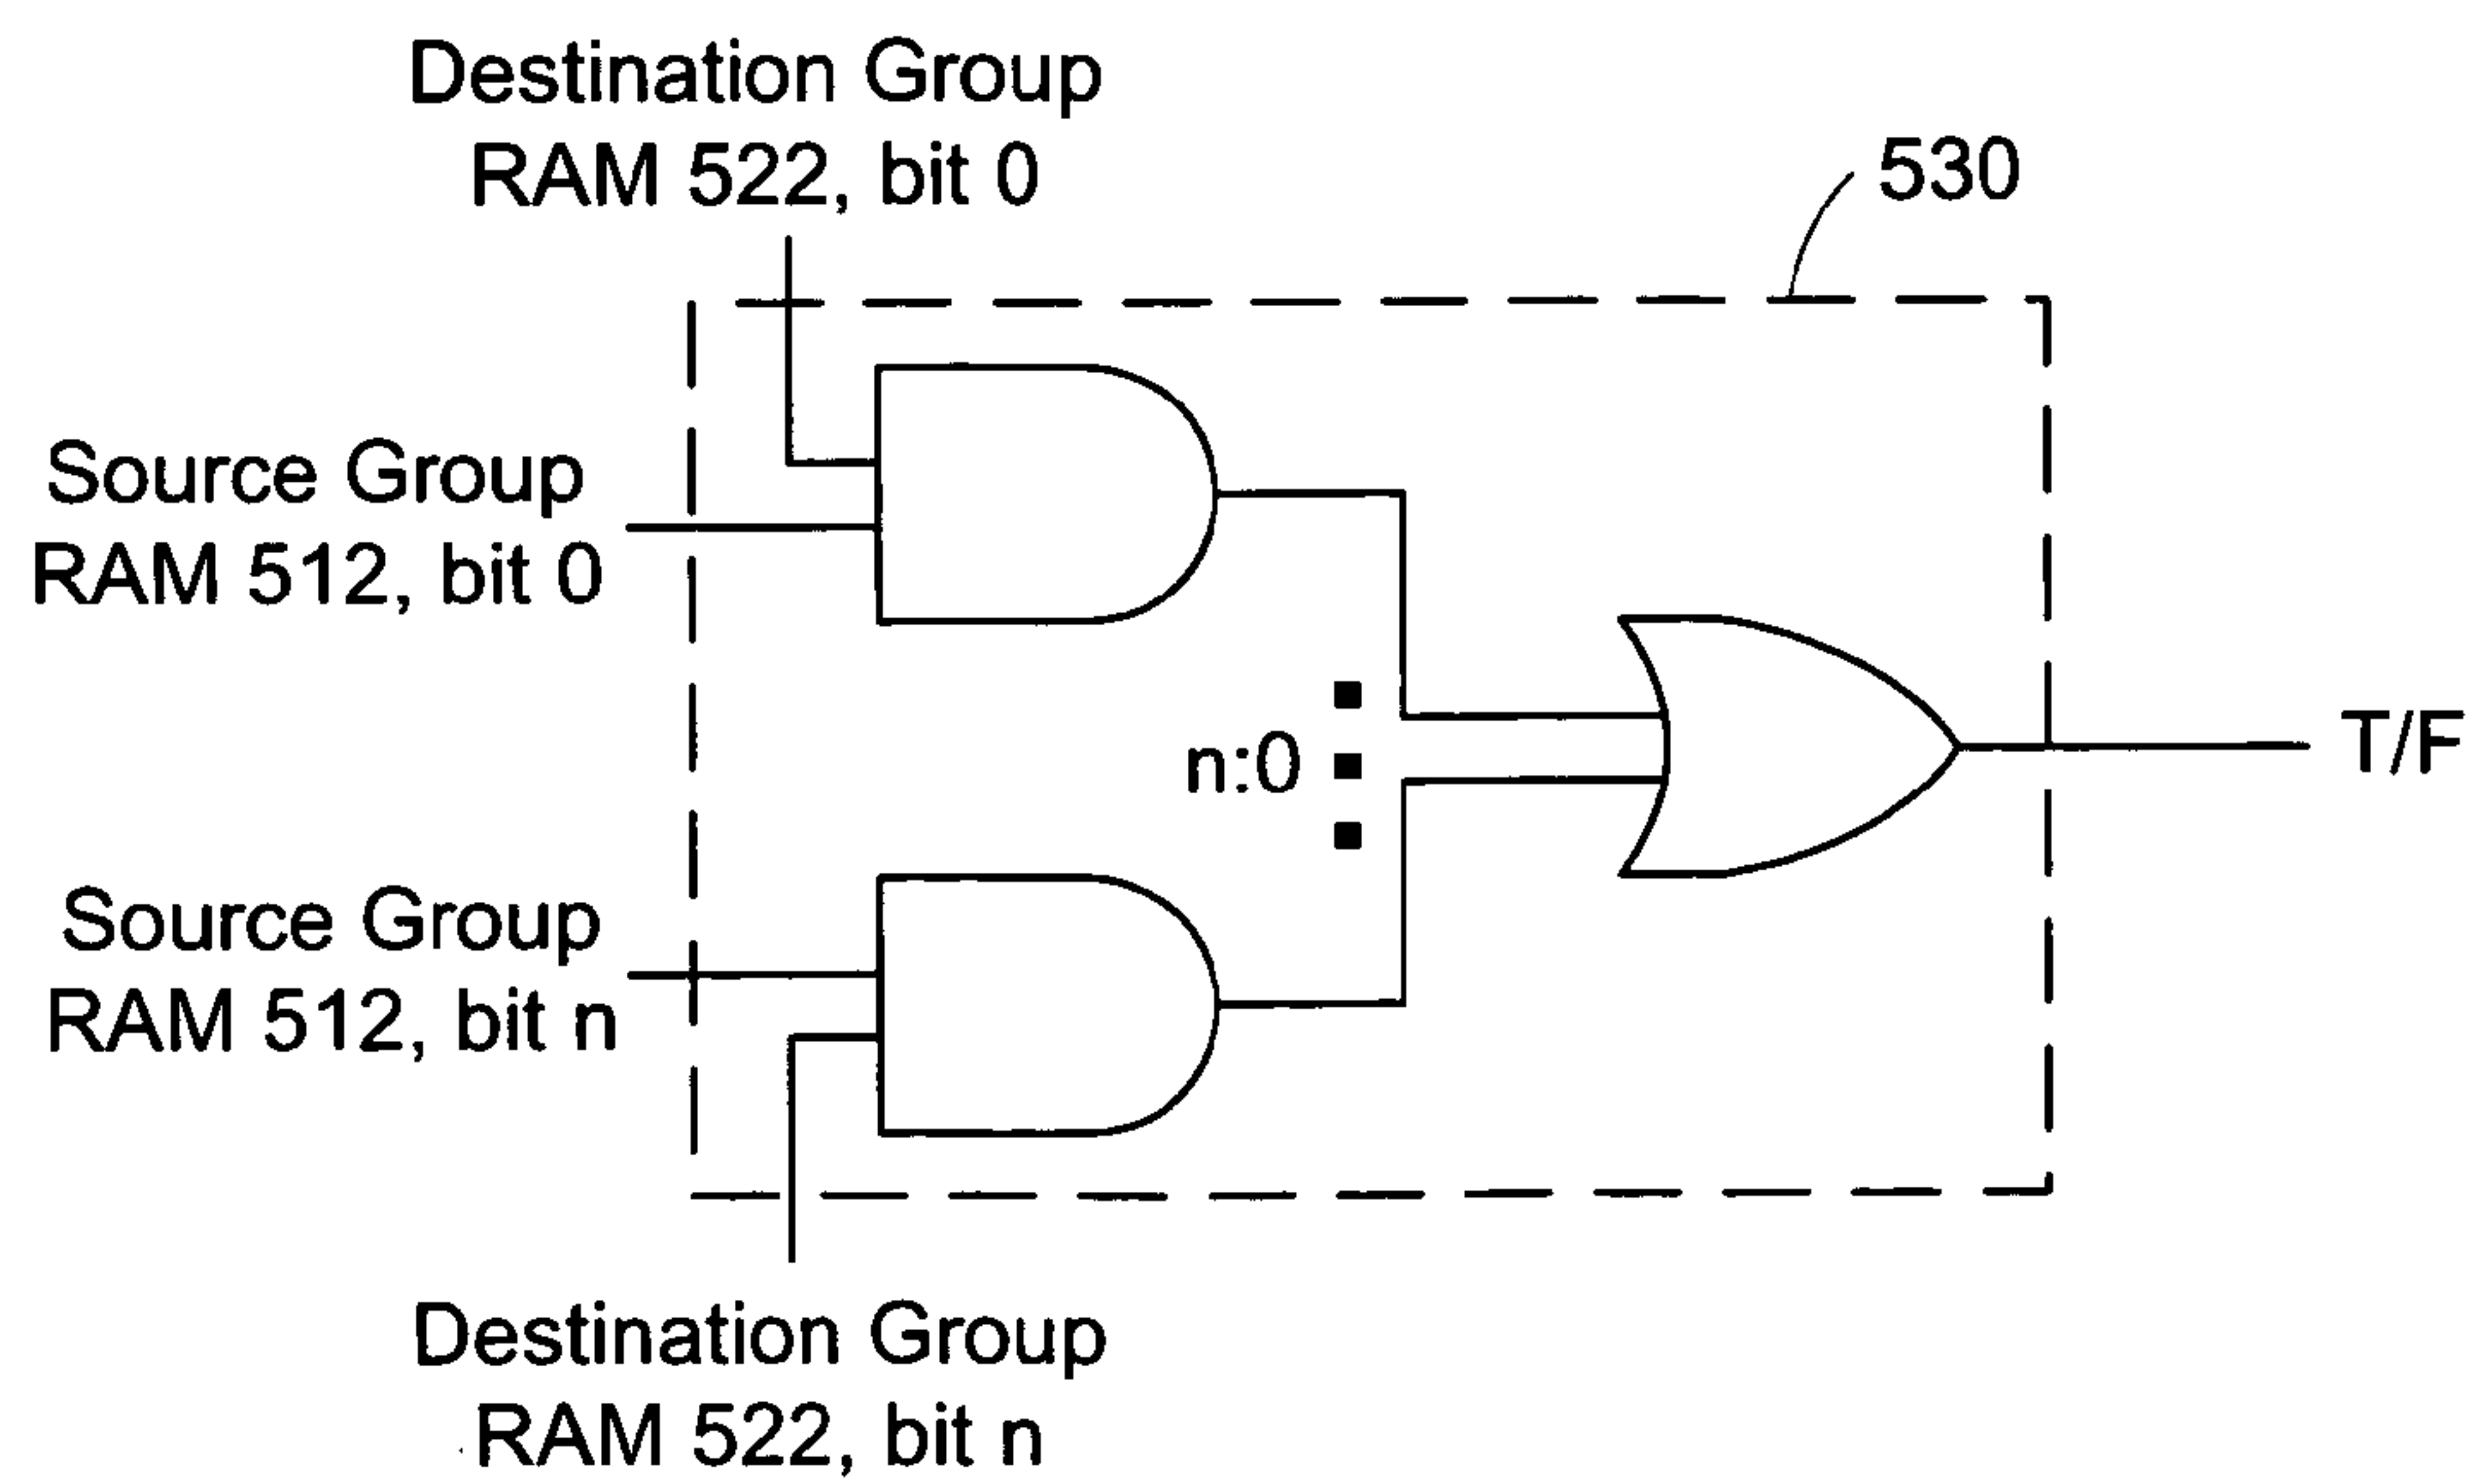 Destination Group
RAM 522, bit 0
530
Source Group
RAM 512, bit 0
n:0
T/F
Source Group
RAM 512, bit n
Destination Group
RAM 522, bit n